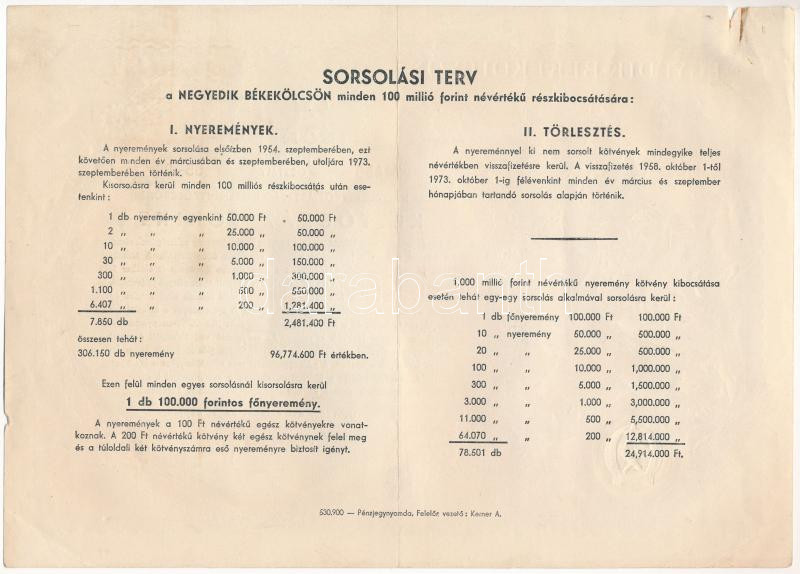 SORSOLÁSI TERV
a NEGYEDIK BÉKEKÖLCSÖN minden 100 millió forint névértékű részkibocsátására:
I. NYEREMÉNYEK.
A nyeremények sorsolása elsőízben 1954. szeptemberében, ezt
követően minden év márciusában és szeptemberében, utoljára 1973.
szeptemberében történik.
Kisorsolásra kerül minden 100 milliós részkibocsátás után ese-
tenkint:
1 db nyeremény egyenkint 50.000 Ft 50.000 Ft
2 „ „ „ 25.000 „ 50.000 „
10 „ „ „ 10.000 „ 100.000 „
30 „ „ „ 5.000 „ 150.000 „
300 „ „ „ 1.000 „ 300.000 „
1.100 „ „ „ 500 „ 550.000 „
6.407 „ „ „ 200 „ 1,281.400 „
7.850 db 2,481.400 Ft
összesen tehát:
306.150 db nyeremény 96,774.600 Ft értékben.
Ezen felül minden egyes sorsolásnál kisorsolásra kerül
1 db 100.000 forintos főnyeremény.
A nyeremények a 100 Ft névértékű egész kötvényekre vonat-
koznak. A 200 Ft névértékű kötvény két egész kötvénynek felel meg
és a túloldali két kötvényszámra eső nyereményre biztosít igényt.
II. TÖRLESZTÉS.
A nyereménnyel ki nem sorsolt kötvények mindegyike teljes
névértékben visszafizetésre kerül. A visszafizetés 1958. október 1-től
1973. október 1-ig félévenkint minden év március és szeptember
hónapjában tartandó sorsolás alapján történik.
1.000 millió forint névértékű nyeremény kötvény kibocsátása
esetén tehát egy-egy sorsolás alkalmával sorsolásra kerül:
1 db főnyeremény 100.000 Ft 100.000 Ft
10 „ nyeremény 50.000 „ 500.000 „
20 „ „ 25.000 „ 500.000 „
100 „ „ 10.000 „ 1,000.000 „
300 „ „ 5.000 „ 1,500.000 „
3.000 „ „ 1.000 „ 3,000.000 „
11.000 „ „ 500 „ 5,500.000 „
64.070 „ „ 200 „ 12,814.000 „
78.501 db 24,914.000 Ft.
530.900 — Pénzjegynyomda, Felelős vezető: Kemer A.
darabanth